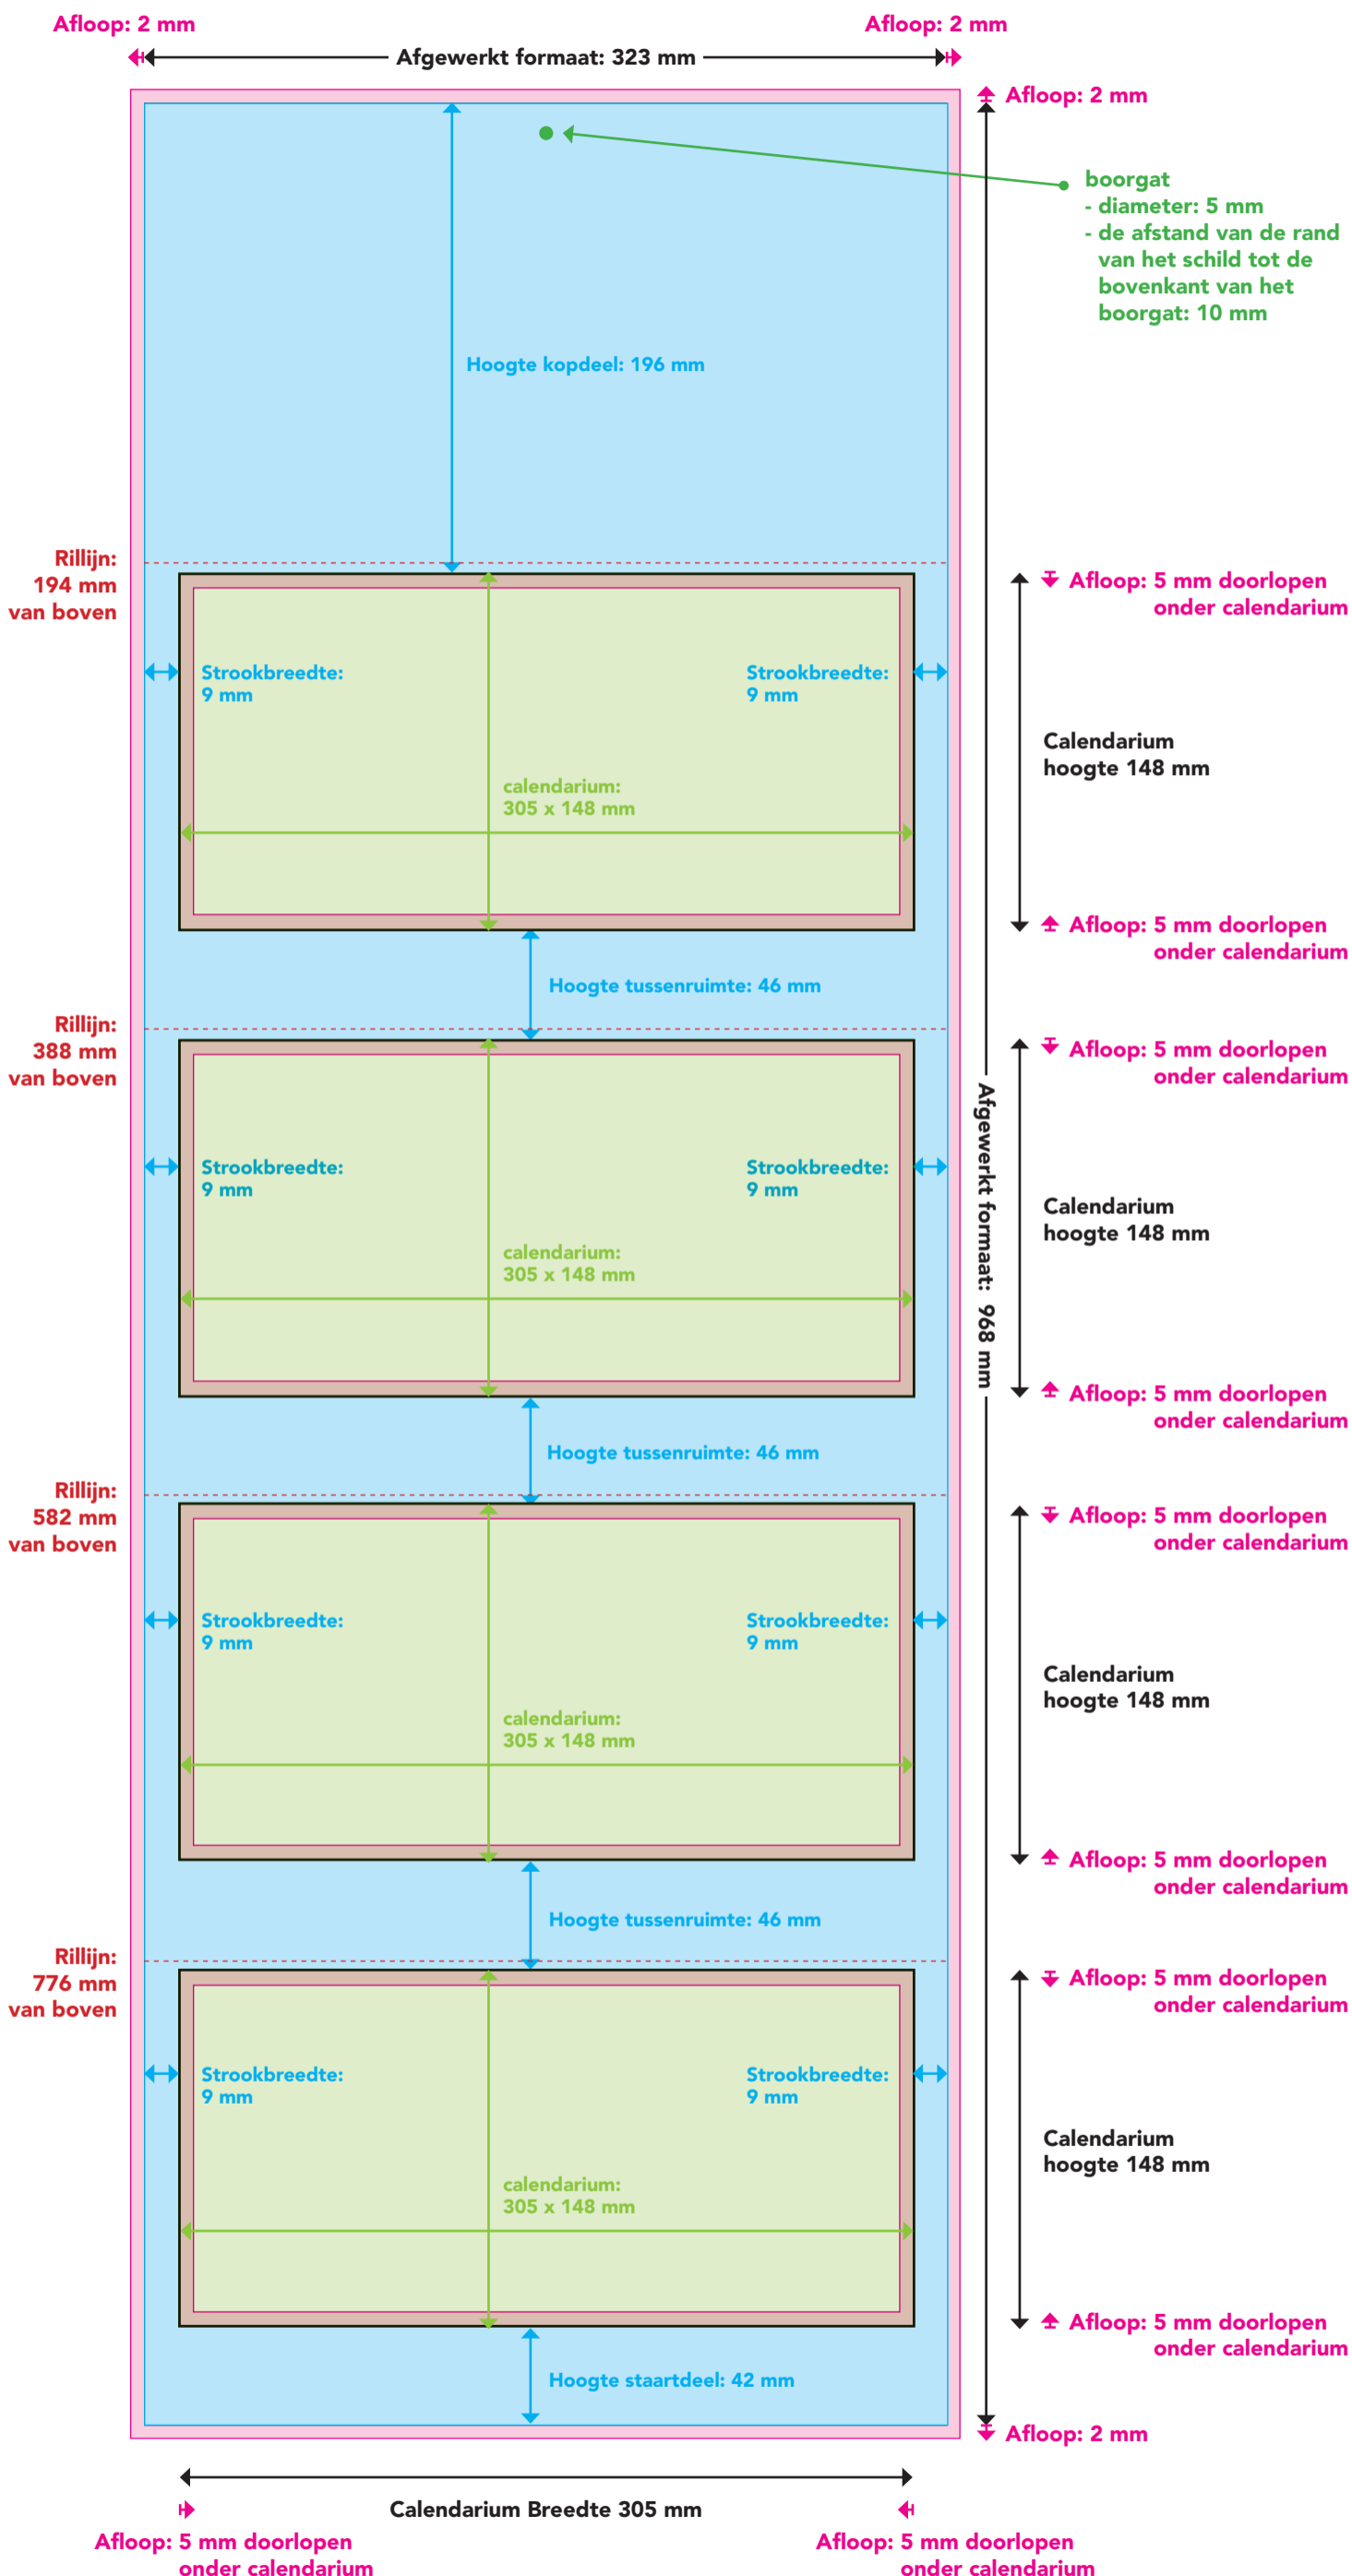 Afloop: 2 mm
Afloop: 2 mm
Afgewerkt formaat: 323 mm
Afloop: 2 mm
boorgat
- diameter: 5 mm
- de afstand van de rand
van het schild tot de
bovenkant van het
boorgat: 10 mm
Hoogte kopdeel: 196 mm
Rillijn:
194 mm
van boven
Afloop: 5 mm doorlopen
onder calendarium
Strookbreedte:
9 mm
Strookbreedte:
9 mm
Calendarium
hoogte 148 mm
calendarium:
305 x 148 mm
Afloop: 5 mm doorlopen
onder calendarium
Hoogte tussenruimte: 46 mm
Rillijn:
388 mm
van boven
Afloop: 5 mm doorlopen
onder calendarium
Afgewerkt formaat: 968 mm
Strookbreedte:
9 mm
Strookbreedte:
9 mm
Calendarium
hoogte 148 mm
calendarium:
305 x 148 mm
Afloop: 5 mm doorlopen
onder calendarium
Hoogte tussenruimte: 46 mm
Rillijn:
582 mm
van boven
Afloop: 5 mm doorlopen
onder calendarium
Strookbreedte:
9 mm
Strookbreedte:
9 mm
Calendarium
hoogte 148 mm
calendarium:
305 x 148 mm
Afloop: 5 mm doorlopen
onder calendarium
Hoogte tussenruimte: 46 mm
Rillijn:
776 mm
van boven
Afloop: 5 mm doorlopen
onder calendarium
Strookbreedte:
9 mm
Strookbreedte:
9 mm
Calendarium
hoogte 148 mm
calendarium:
305 x 148 mm
Afloop: 5 mm doorlopen
onder calendarium
Hoogte staartdeel: 42 mm
Afloop: 2 mm
Calendarium Breedte 305 mm
Afloop: 5 mm doorlopen
onder calendarium
Afloop: 5 mm doorlopen
onder calendarium